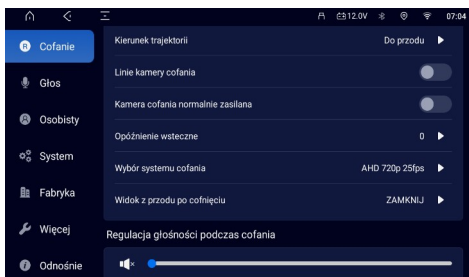 12.0V 07:04
R Cofanie
Kierunek trajektorii Do przodu
Linie kamery cofania
Głos
Kamera cofania normalnie zasilana
Osobisty
Opóźnienie wsteczne 0
System
Wybór systemu cofania AHD 720p 25fps
Fabryka
Widok z przodu po cofnięciu ZAMKNIJ
Więcej
Regulacja głośności podczas cofania
Odnośnie